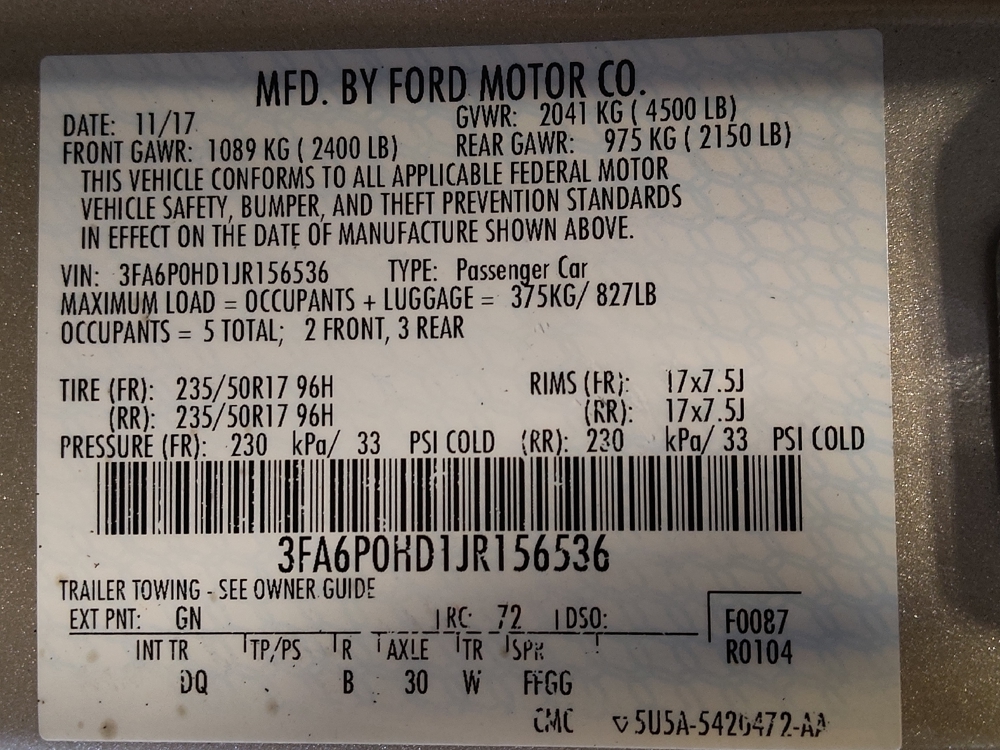 MFD. BY FORD MOTOR CO.
DATE: 11/17 GVWR: 2041 KG ( 4500 LB)
FRONT GAWR: 1089 KG ( 2400 LB) REAR GAWR: 975 KG ( 2150 LB)
THIS VEHICLE CONFORMS TO ALL APPLICABLE FEDERAL MOTOR
VEHICLE SAFETY, BUMPER, AND THEFT PREVENTION STANDARDS
IN EFFECT ON THE DATE OF MANUFACTURE SHOWN ABOVE.
VIN: 3FA6P0HD1JR156536 TYPE: Passenger Car
MAXIMUM LOAD = OCCUPANTS + LUGGAGE = 375KG/ 827LB
OCCUPANTS = 5 TOTAL; 2 FRONT, 3 REAR
TIRE (FR): 235/50R17 96H RIMS (FR): 17x7.5J
(RR): 235/50R17 96H (RR): 17x7.5J
PRESSURE (FR): 230 kPa/ 33 PSI COLD (RR): 230 kPa/ 33 PSI COLD
3FA6P0HD1JR156536
TRAILER TOWING - SEE OWNER GUIDE
EXT PNT: GN RC: 72 DSO: F0087
INT TR TP/PS R AXLE TR SPR R0104
DQ B 30 W FFGG
CMC 5U5A-5420472-AA